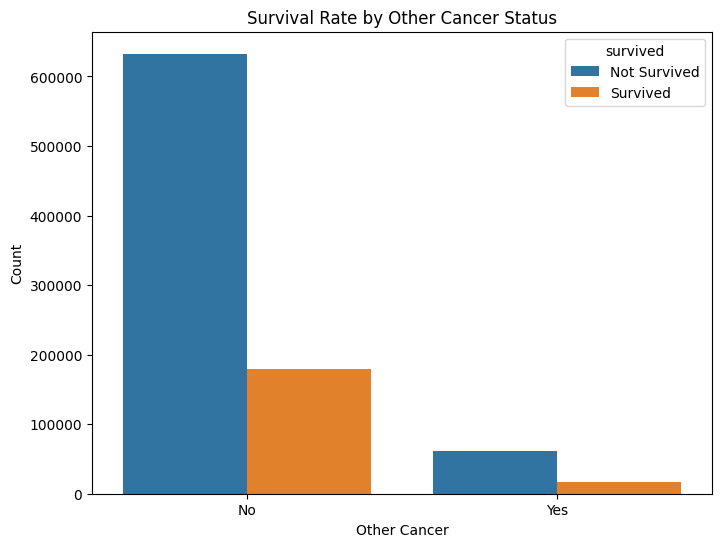 Survival Rate by Other Cancer Status
survived
Not Survived
Survived
600000
500000
400000
300000
200000
100000
0
Count
No
Yes
Other Cancer